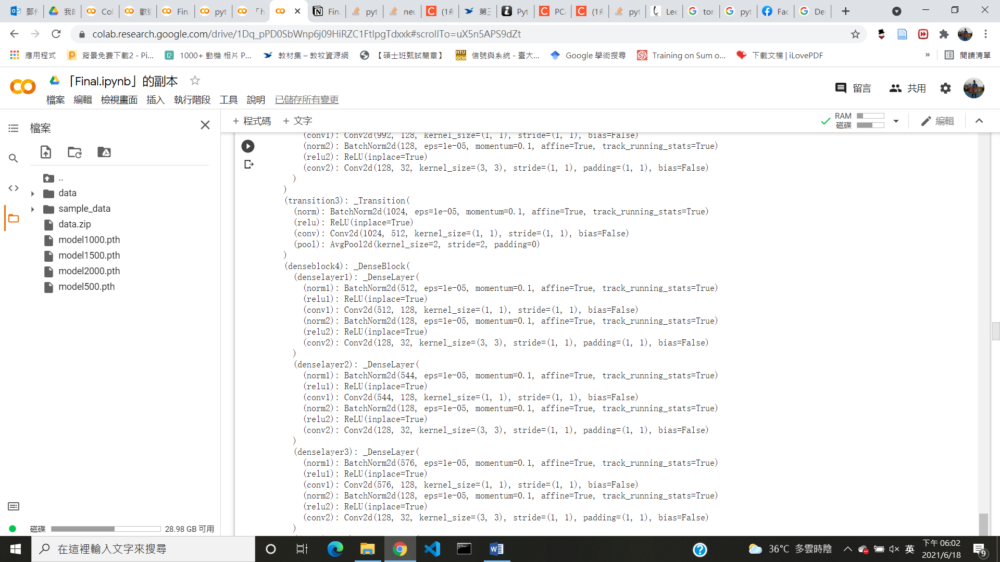 郵件
我的
Col
歡迎
Fin
pyt
「h
Fin
pyt
neu
(1条
第三
Pyt
PCA
(1条
pyt
Lee
tor
pyt
Fac
De
colab.research.google.com/drive/1Dq_pPD0SbWnp6j09HiRZC1FtlpgTdxxk#scrollTo=uX5n5APS9dZt
應用程式
背景免費下載2 - Pi...
1000+ 動機 相片 P...
教材集 – 教牧資源網
【碩士班甄試簡章】
信號與系統 - 臺大...
Google 學術搜尋
Training on Sum o...
下載文檔 | iLovePDF
»
閱讀清單
「Final.ipynb」的副本
檔案 編輯 檢視畫面 插入 執行階段 工具 說明 已儲存所有變更
留言
共用
檔案
..
data
sample_data
data.zip
model1000.pth
model1500.pth
model2000.pth
model500.pth
磁碟 28.98 GB 可用
+ 程式碼 + 文字
RAM
磁碟
編輯
(conv1): Conv2d(992, 128, kernel_size=(1, 1), stride=(1, 1), bias=False)
(norm2): BatchNorm2d(128, eps=1e-05, momentum=0.1, affine=True, track_running_stats=True)
(relu2): ReLU(inplace=True)
(conv2): Conv2d(128, 32, kernel_size=(3, 3), stride=(1, 1), padding=(1, 1), bias=False)
)
)
(transition3): _Transition(
(norm): BatchNorm2d(1024, eps=1e-05, momentum=0.1, affine=True, track_running_stats=True)
(relu): ReLU(inplace=True)
(conv): Conv2d(1024, 512, kernel_size=(1, 1), stride=(1, 1), bias=False)
(pool): AvgPool2d(kernel_size=2, stride=2, padding=0)
)
(denseblock4): _DenseBlock(
(denselayer1): _DenseLayer(
(norm1): BatchNorm2d(512, eps=1e-05, momentum=0.1, affine=True, track_running_stats=True)
(relu1): ReLU(inplace=True)
(conv1): Conv2d(512, 128, kernel_size=(1, 1), stride=(1, 1), bias=False)
(norm2): BatchNorm2d(128, eps=1e-05, momentum=0.1, affine=True, track_running_stats=True)
(relu2): ReLU(inplace=True)
(conv2): Conv2d(128, 32, kernel_size=(3, 3), stride=(1, 1), padding=(1, 1), bias=False)
)
(denselayer2): _DenseLayer(
(norm1): BatchNorm2d(544, eps=1e-05, momentum=0.1, affine=True, track_running_stats=True)
(relu1): ReLU(inplace=True)
(conv1): Conv2d(544, 128, kernel_size=(1, 1), stride=(1, 1), bias=False)
(norm2): BatchNorm2d(128, eps=1e-05, momentum=0.1, affine=True, track_running_stats=True)
(relu2): ReLU(inplace=True)
(conv2): Conv2d(128, 32, kernel_size=(3, 3), stride=(1, 1), padding=(1, 1), bias=False)
)
(denselayer3): _DenseLayer(
(norm1): BatchNorm2d(576, eps=1e-05, momentum=0.1, affine=True, track_running_stats=True)
(relu1): ReLU(inplace=True)
(conv1): Conv2d(576, 128, kernel_size=(1, 1), stride=(1, 1), bias=False)
(norm2): BatchNorm2d(128, eps=1e-05, momentum=0.1, affine=True, track_running_stats=True)
(relu2): ReLU(inplace=True)
(conv2): Conv2d(128, 32, kernel_size=(3, 3), stride=(1, 1), padding=(1, 1), bias=False)
)
在這裡輸入文字來搜尋
36°C 多雲時陰
英
下午 06:02
2021/6/18
9